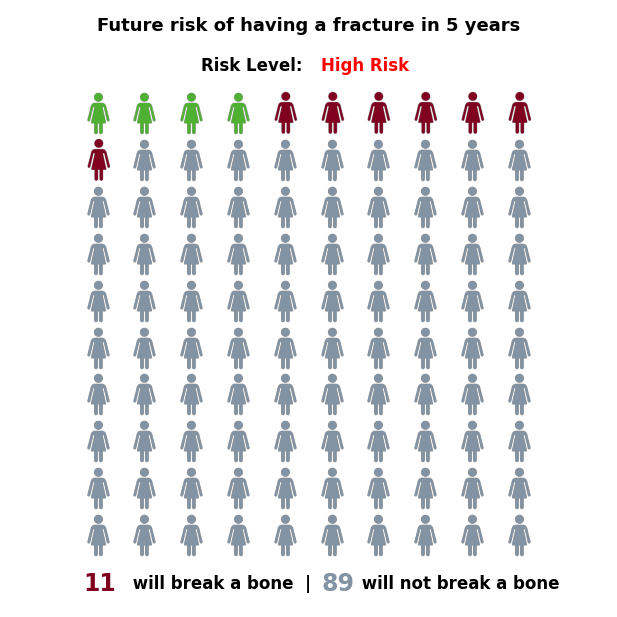 Future risk of having a fracture in 5 years
Risk Level: High Risk
11 will break a bone | 89 will not break a bone